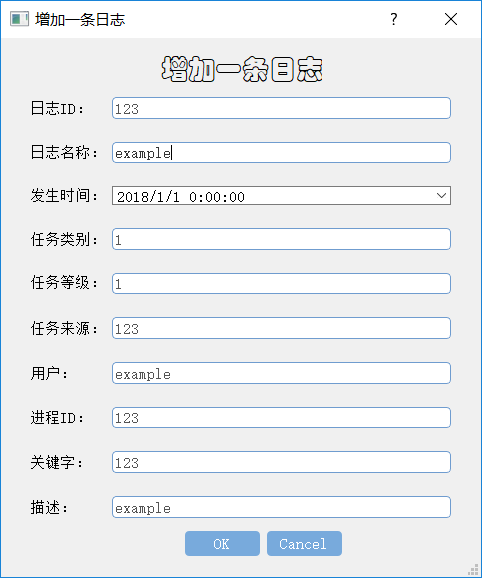 增加一条日志
?
增加一条日志
日志ID： 123
日志名称： example
发生时间： 2018/1/1 0:00:00
任务类别： 1
任务等级： 1
任务来源： 123
用户： example
进程ID： 123
关键字： 123
描述： example
OK Cancel